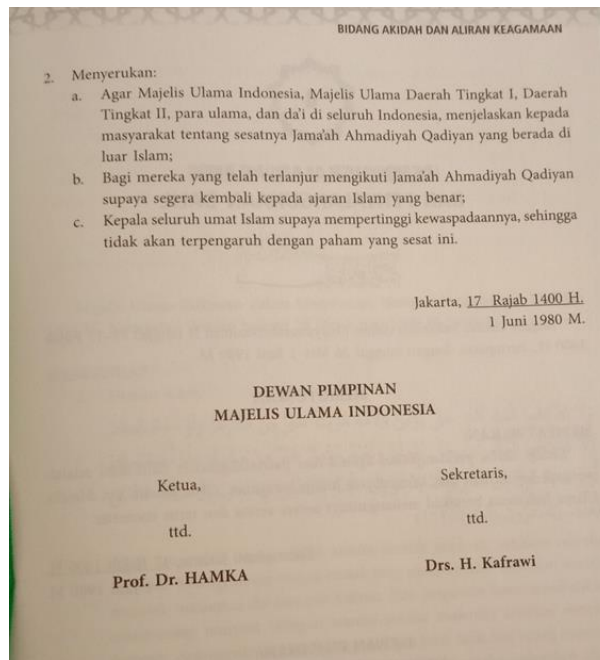 BIDANG AKIDAH DAN ALIRAN KEAGAMAAN
2. Menyerukan:
a. Agar Majelis Ulama Indonesia, Majelis Ulama Daerah Tingkat I, Daerah
Tingkat II, para ulama, dan da'i di seluruh Indonesia, menjelaskan kepada
masyarakat tentang sesatnya Jama'ah Ahmadiyah Qadiyan yang berada di
luar Islam;
b. Bagi mereka yang telah terlanjur mengikuti Jama'ah Ahmadiyah Qadiyan
supaya segera kembali kepada ajaran Islam yang benar;
c. Kepala seluruh umat Islam supaya mempertinggi kewaspadaannya, sehingga
tidak akan terpengaruh dengan paham yang sesat ini.
Jakarta, 17 Rajab 1400 H.
1 Juni 1980 M.
DEWAN PIMPINAN
MAJELIS ULAMA INDONESIA
Ketua,
ttd.
Prof. Dr. HAMKA
Sekretaris,
ttd.
Drs. H. Kafrawi